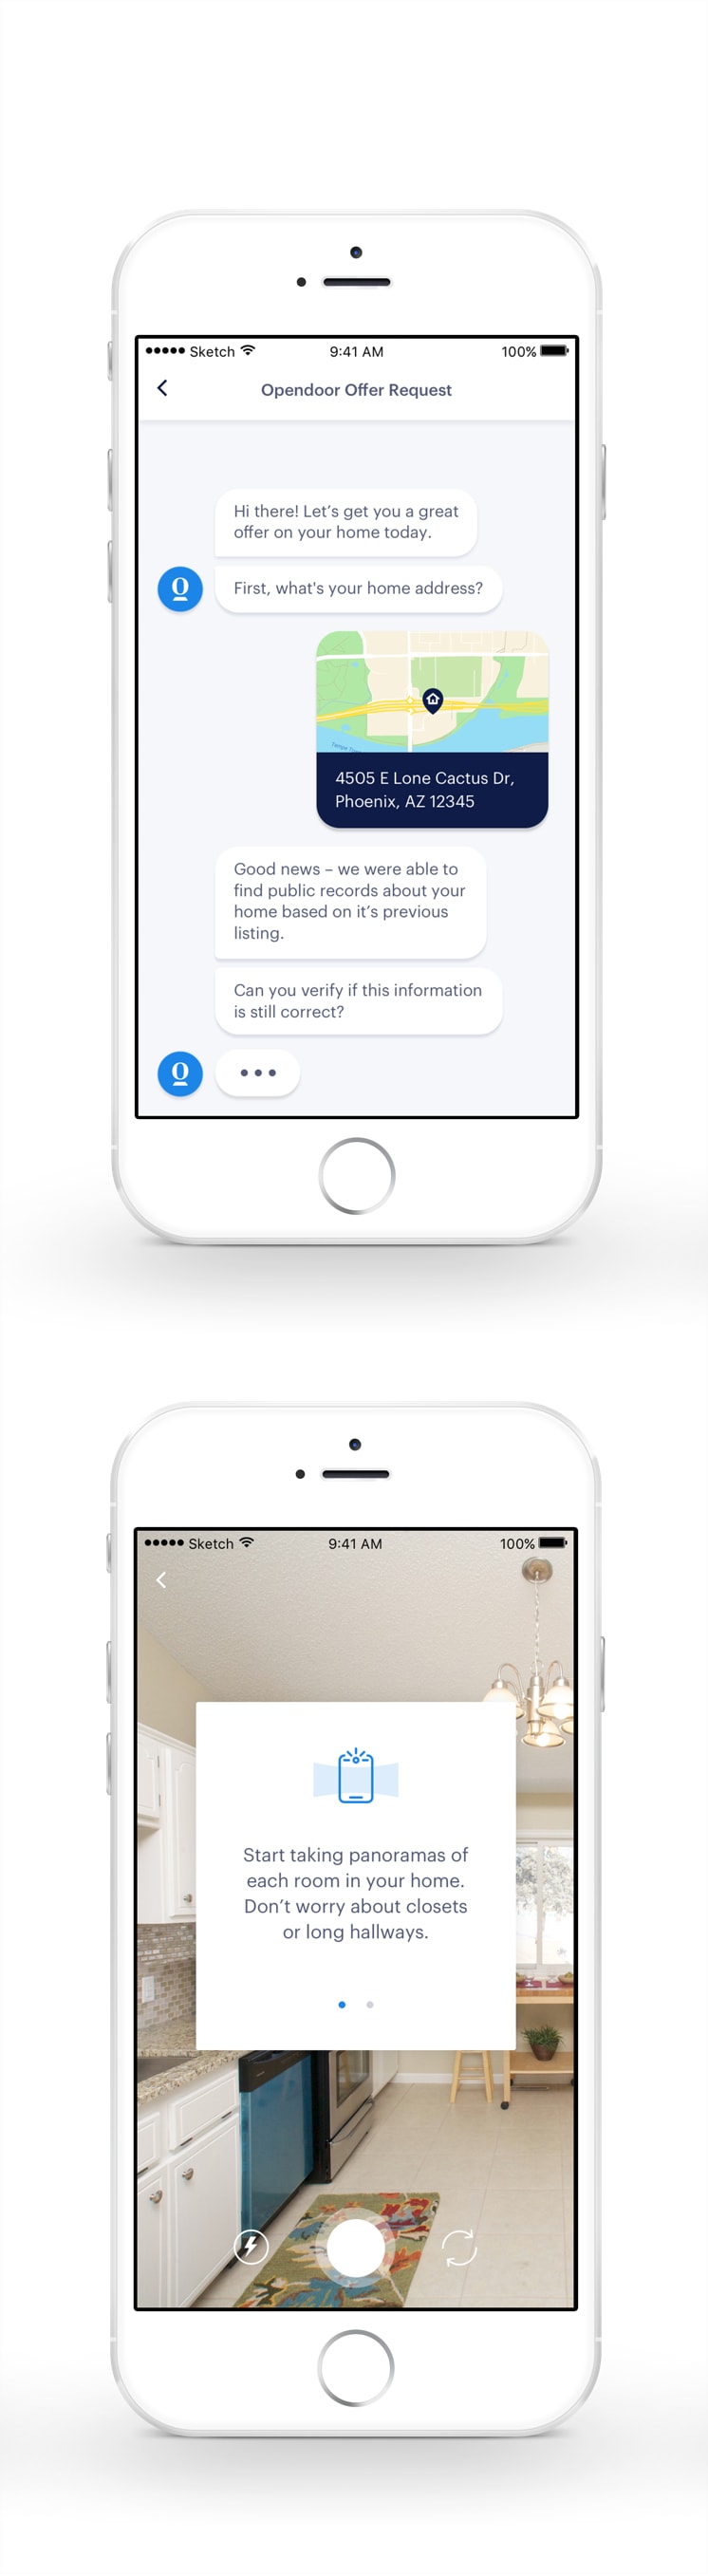 Sketch 9:41 AM 100%
Opendoor Offer Request
Hi there! Let’s get you a great
offer on your home today.
First, what's your home address?
4505 E Lone Cactus Dr,
Phoenix, AZ 12345
Good news – we were able to
find public records about your
home based on it’s previous
listing.
Can you verify if this information
is still correct?
Sketch 9:41 AM 100%
Start taking panoramas of
each room in your home.
Don’t worry about closets
or long hallways.